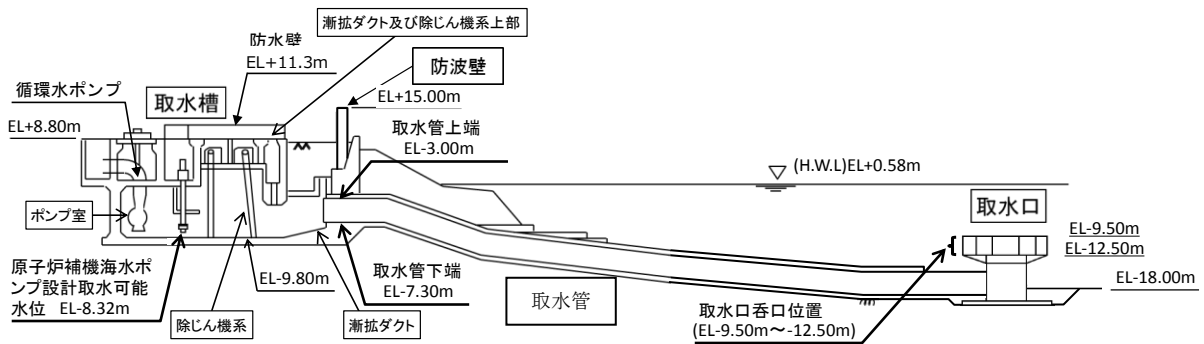 漸拡ダクト及び除じん機系上部
防水壁
EL+11.3m
防波壁
循環水ポンプ
取水槽
EL+15.00m
EL+8.80m
取水管上端
EL-3.00m
(H.W.L)EL+0.58m
取水口
ポンプ室
EL-9.50m
EL-12.50m
原子炉補機海水ポ
ンプ設計取水可能
水位 EL-8.32m
EL-9.80m
取水管下端
EL-7.30m
EL-18.00m
取水管
取水口呑口位置
(EL-9.50m～-12.50m)
除じん機系
漸拡ダクト